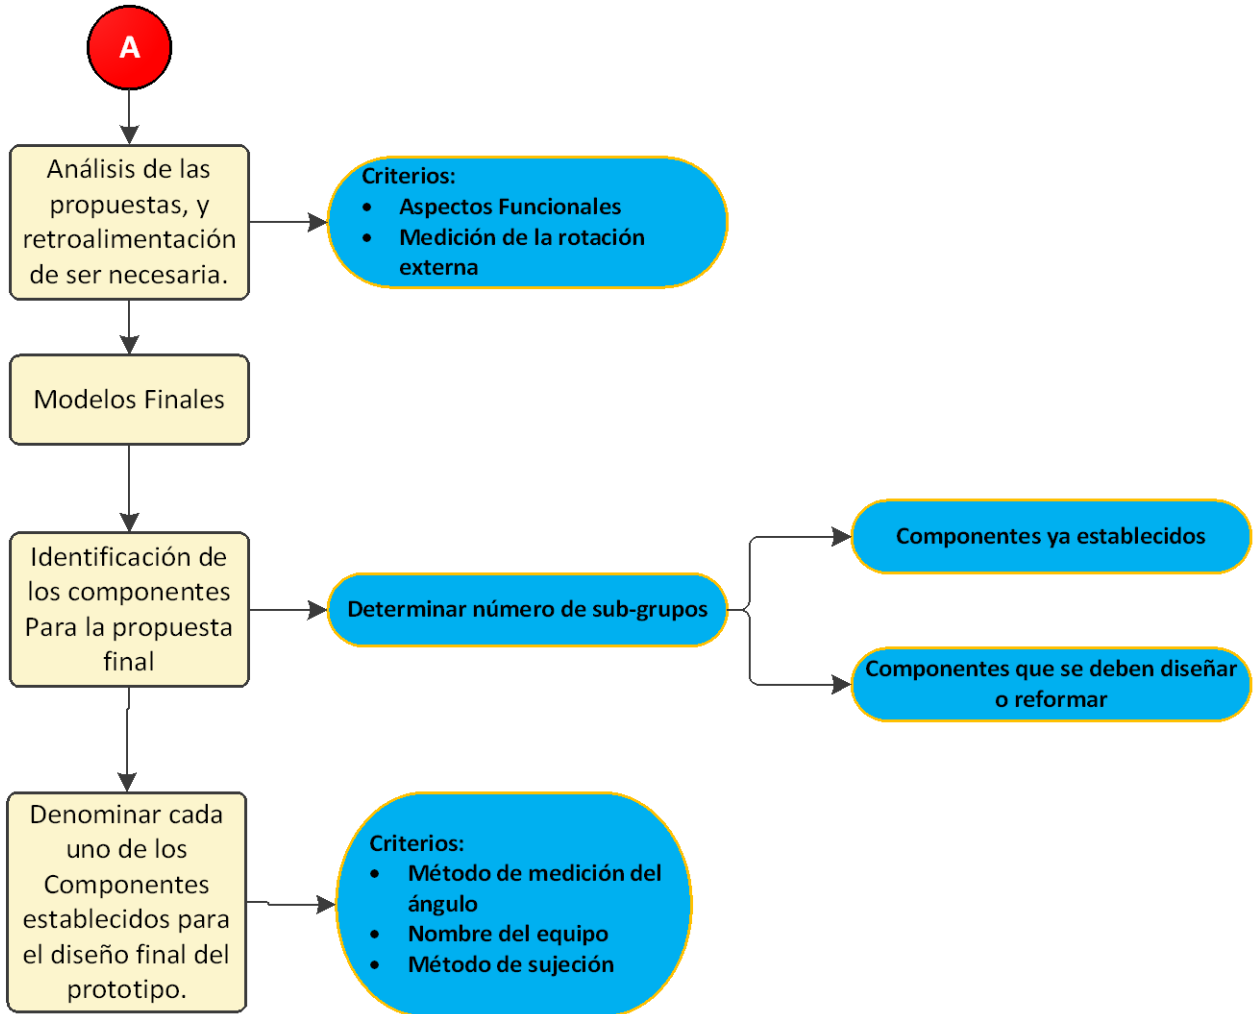 A
Análisis de las
propuestas, y
retroalimentación
de ser necesaria.
Criterios:
• Aspectos Funcionales
• Medición de la rotación
externa
Modelos Finales
Identificación de
los componentes
Para la propuesta
final
Determinar número de sub-grupos
Componentes ya establecidos
Componentes que se deben diseñar
o reformar
Denominar cada
uno de los
Componentes
establecidos para
el diseño final del
prototipo.
Criterios:
• Método de medición del
ángulo
• Nombre del equipo
• Método de sujeción